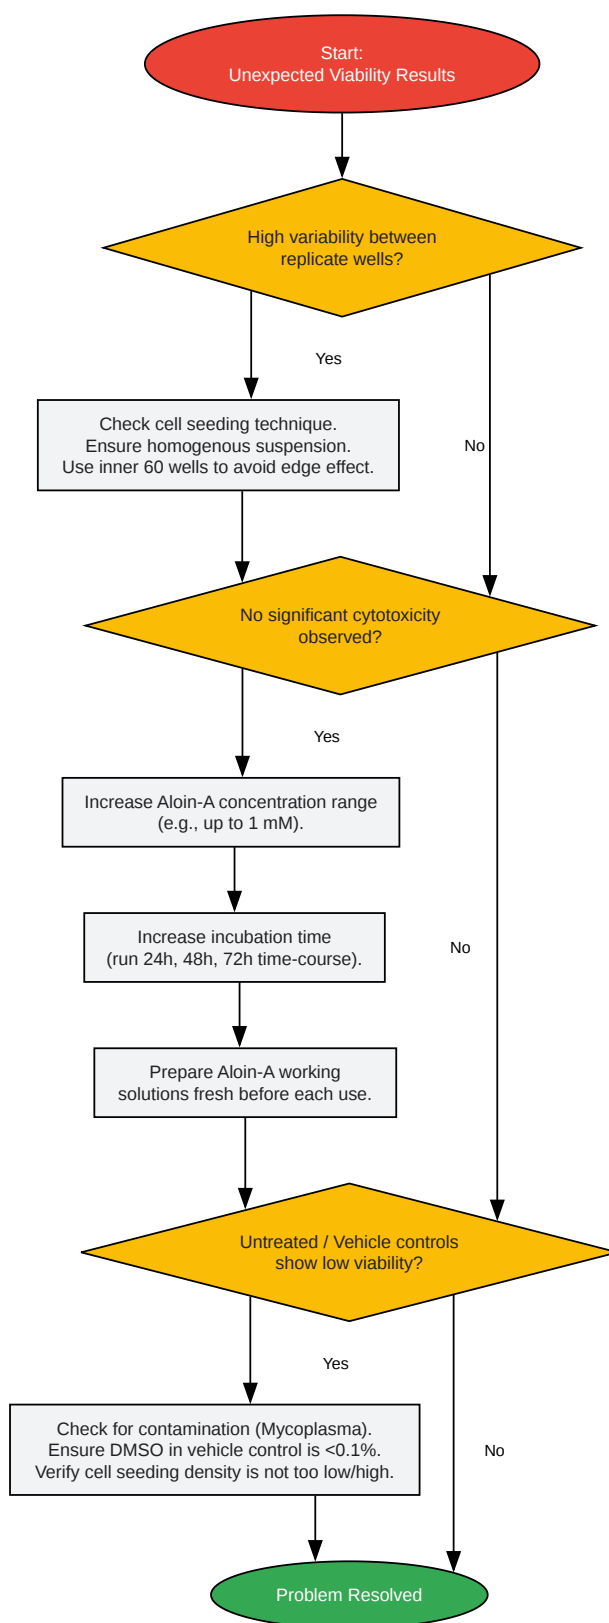 Start:
Unexpected Viability Results
High variability between
replicate wells?
Yes
Check cell seeding technique.
Ensure homogenous suspension.
Use inner 60 wells to avoid edge effect.
No
No significant cytotoxicity
observed?
Yes
Increase Aloin-A concentration range
(e.g., up to 1 mM).
Increase incubation time
(run 24h, 48h, 72h time-course).
No
Prepare Aloin-A working
solutions fresh before each use.
Untreated / Vehicle controls
show low viability?
Yes
Check for contamination (Mycoplasma).
Ensure DMSO in vehicle control is <0.1%.
Verify cell seeding density is not too low/high.
No
Problem Resolved